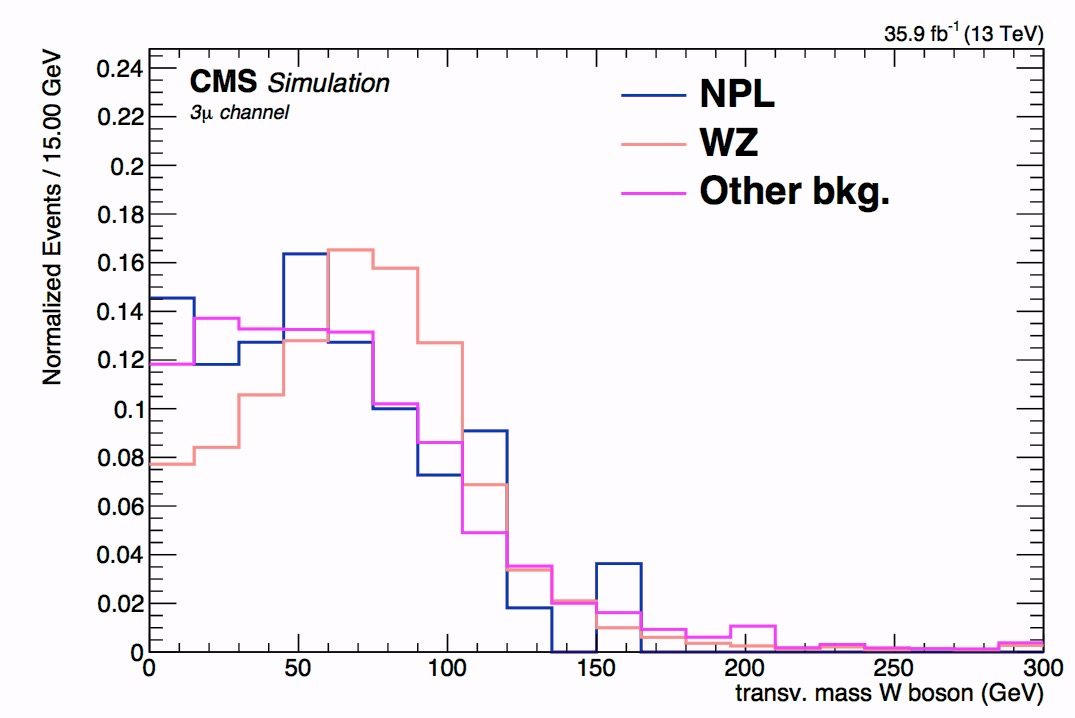 35.9 fb⁻¹ (13 TeV)
Normalized Events / 15.00 GeV
CMS Simulation
3μ channel
NPL
WZ
Other bkg.
0.24
0.22
0.2
0.18
0.16
0.14
0.12
0.1
0.08
0.06
0.04
0.02
0
0 50 100 150 200 250 300
transv. mass W boson (GeV)